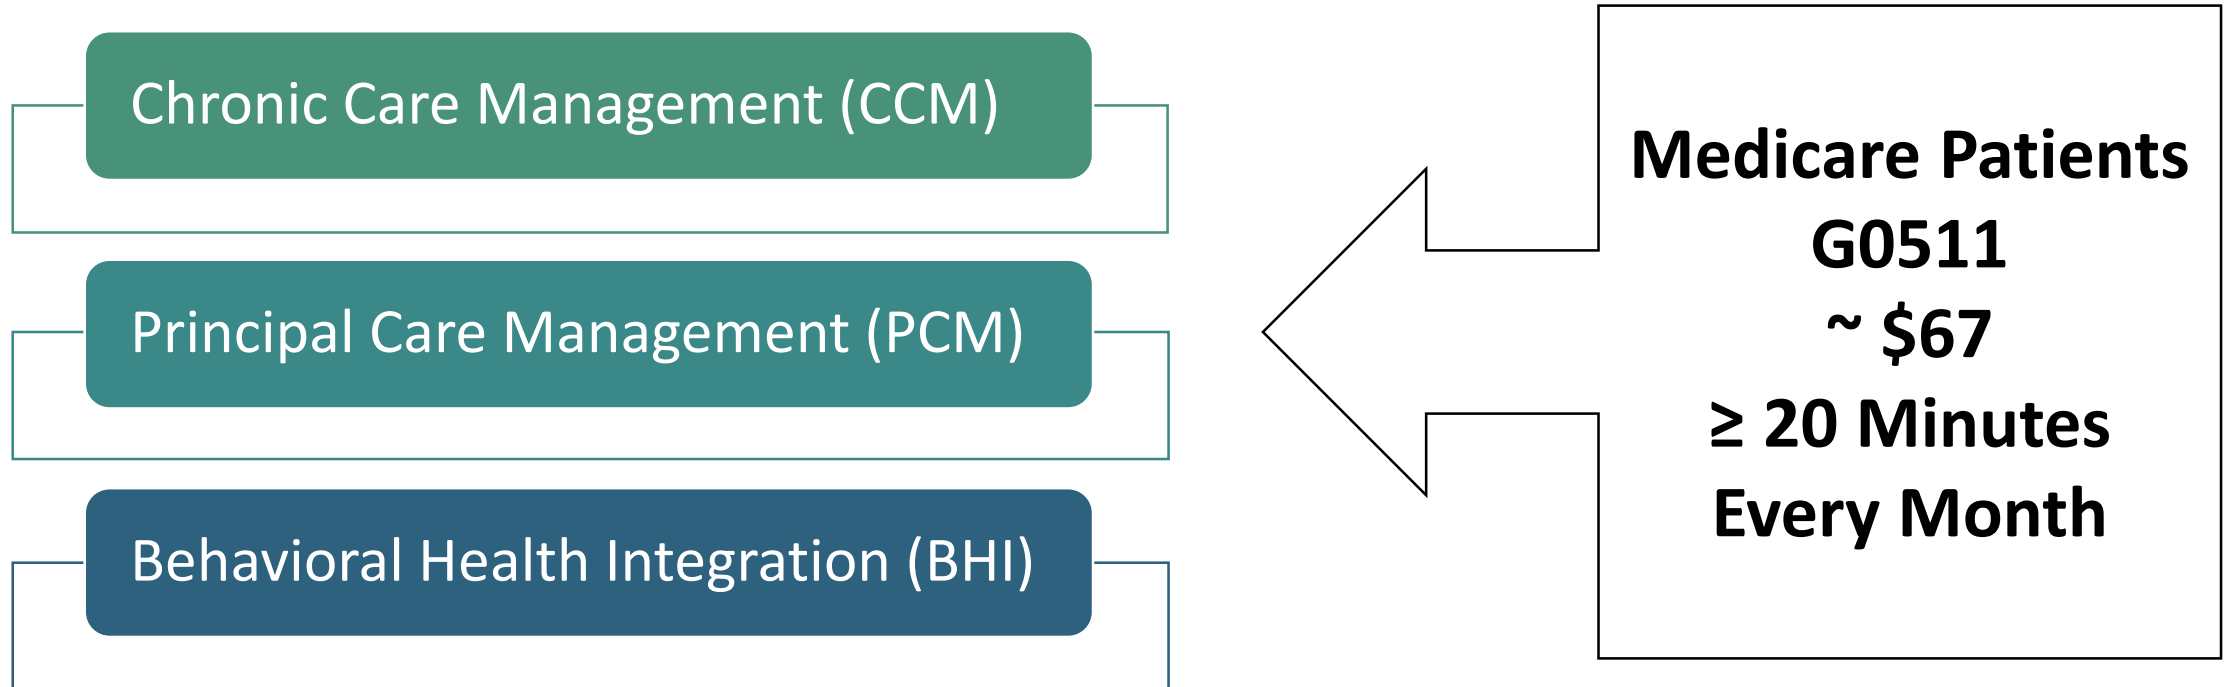 Chronic Care Management (CCM)
Principal Care Management (PCM)
Behavioral Health Integration (BHI)
Medicare Patients
G0511
~ $67
≥ 20 Minutes
Every Month